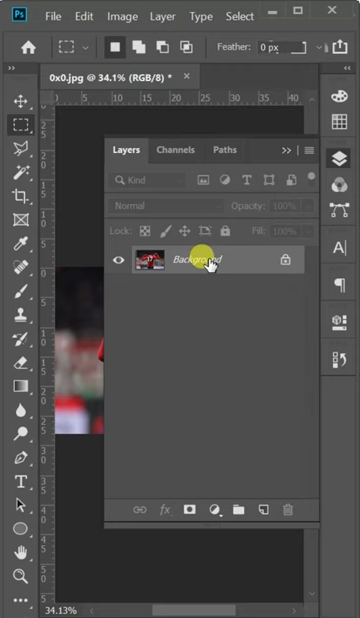 Ps File Edit Image Layer Type Select
Feather: 0 px
0x0.jpg @ 34.1% (RGB/8) * ×
0 5 10 15 20 25 30 35 40
Layers Channels Paths
Kind
Normal Opacity: 100%
Lock: Fill: 100%
Background
34.13%